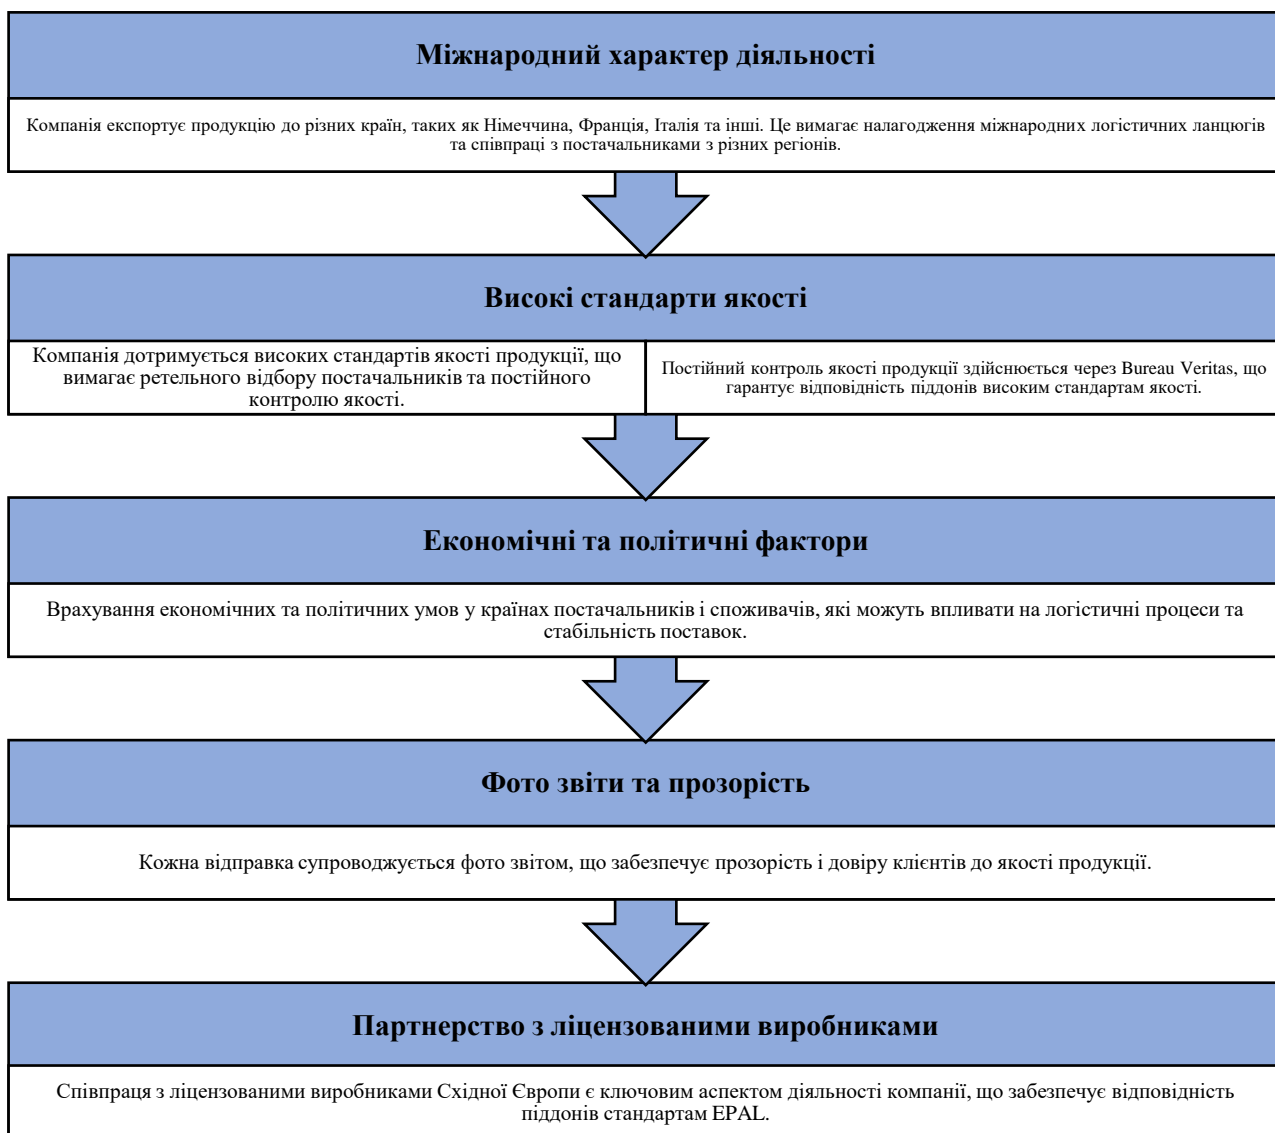 Міжнародний характер діяльності
Компанія експортує продукцію до різних країн, таких як Німеччина, Франція, Італія та інші. Це вимагає налагодження міжнародних логістичних ланцюгів
та співпраці з постачальниками з різних регіонів.
Високі стандарти якості
Компанія дотримується високих стандартів якості продукції, що
вимагає ретельного відбору постачальників та постійного
контролю якості.
Постійний контроль якості продукції здійснюється через Bureau Veritas, що
гарантує відповідність піддонів високим стандартам якості.
Економічні та політичні фактори
Врахування економічних та політичних умов у країнах постачальників і споживачів, які можуть впливати на логістичні процеси та
стабільність поставок.
Фото звіти та прозорість
Кожна відправка супроводжується фото звітом, що забезпечує прозорість і довіру клієнтів до якості продукції.
Партнерство з ліцензованими виробниками
Співпраця з ліцензованими виробниками Східної Європи є ключовим аспектом діяльності компанії, що забезпечує відповідність
піддонів стандартам EPAL.